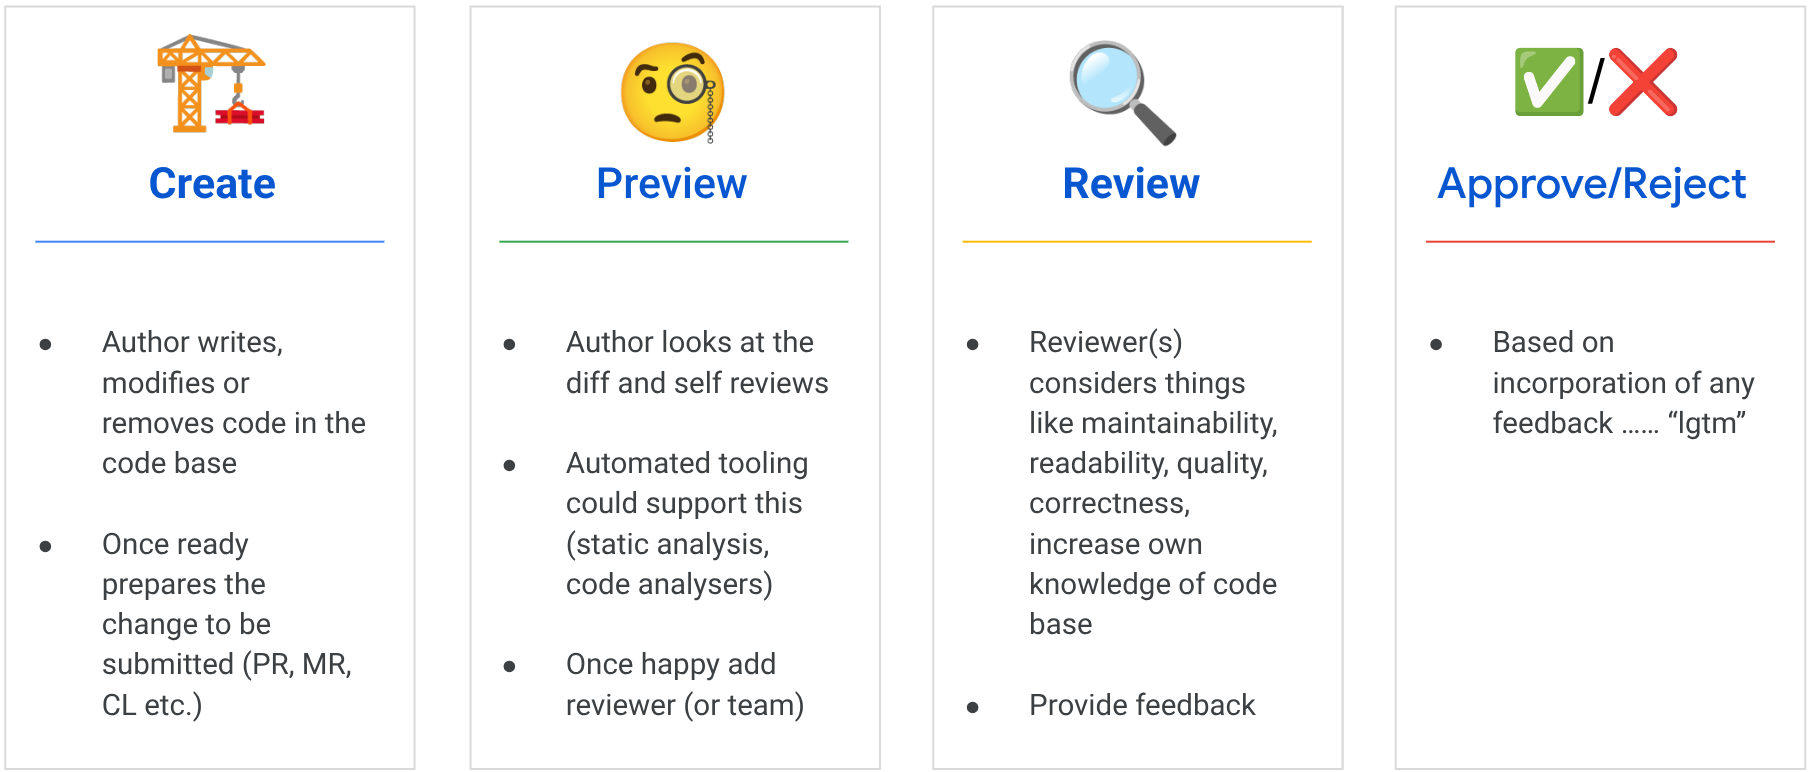 Create
Author writes,
modifies or
removes code in the
code base
Once ready
prepares the
change to be
submitted (PR, MR,
CL etc.)
Preview
Author looks at the
diff and self reviews
Automated tooling
could support this
(static analysis,
code analysers)
Once happy add
reviewer (or team)
Review
Reviewer(s)
considers things
like maintainability,
readability, quality,
correctness,
increase own
knowledge of code
base
Provide feedback
/
Approve/Reject
Based on
incorporation of any
feedback …… “lgtm”